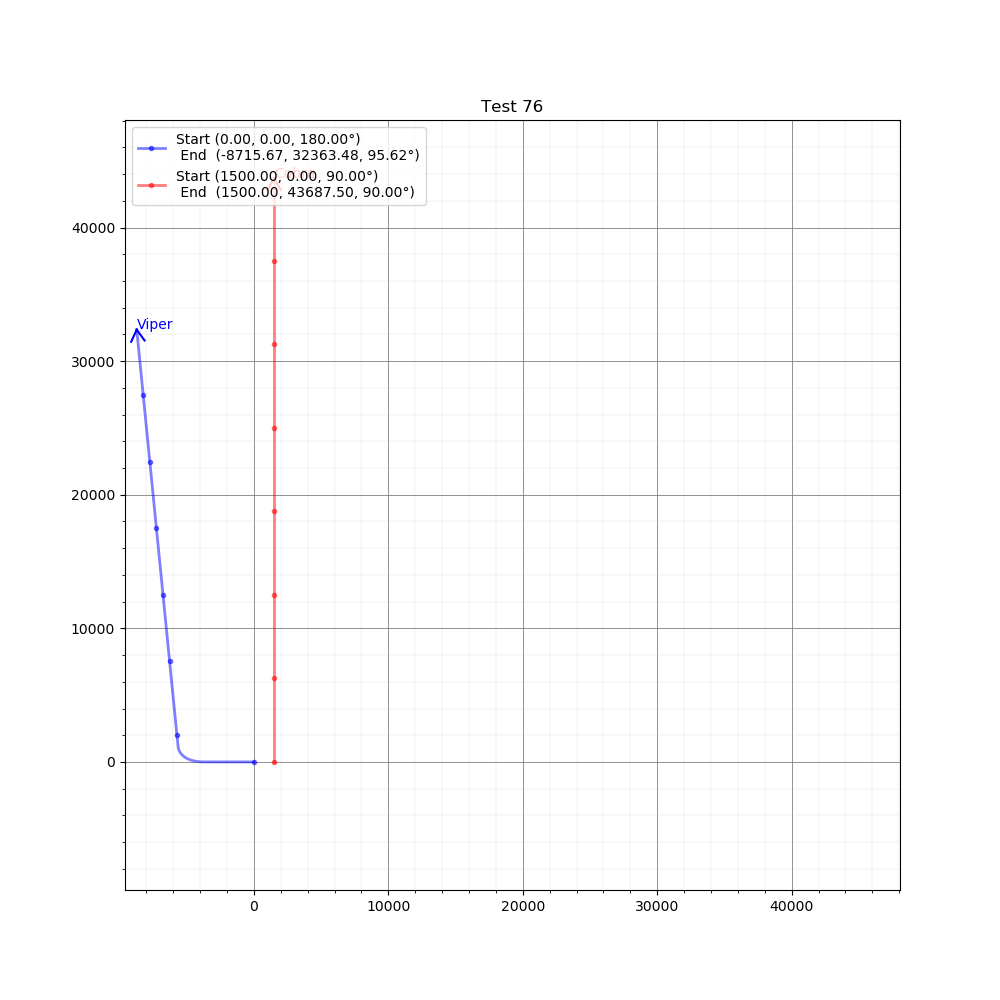 Test 76
Start (0.00, 0.00, 180.00°)
End (-8715.67, 32363.48, 95.62°)
Start (1500.00, 0.00, 90.00°)
End (1500.00, 43687.50, 90.00°)
40000
Viper
30000
20000
10000
0
0 10000 20000 30000 40000